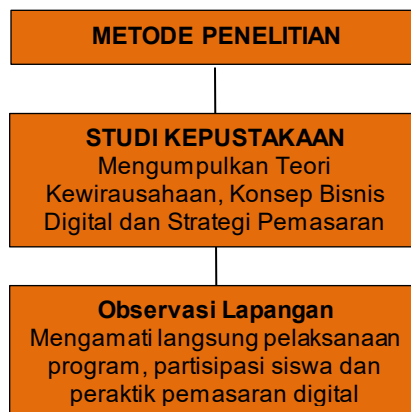 METODE PENELITIAN
STUDI KEPUSTAKAAN
Mengumpulkan Teori
Kewirausahaan, Konsep Bisnis
Digital dan Strategi Pemasaran
Observasi Lapangan
Mengamati langsung pelaksanaan
program, partisipasi siswa dan
peraktik pemasaran digital